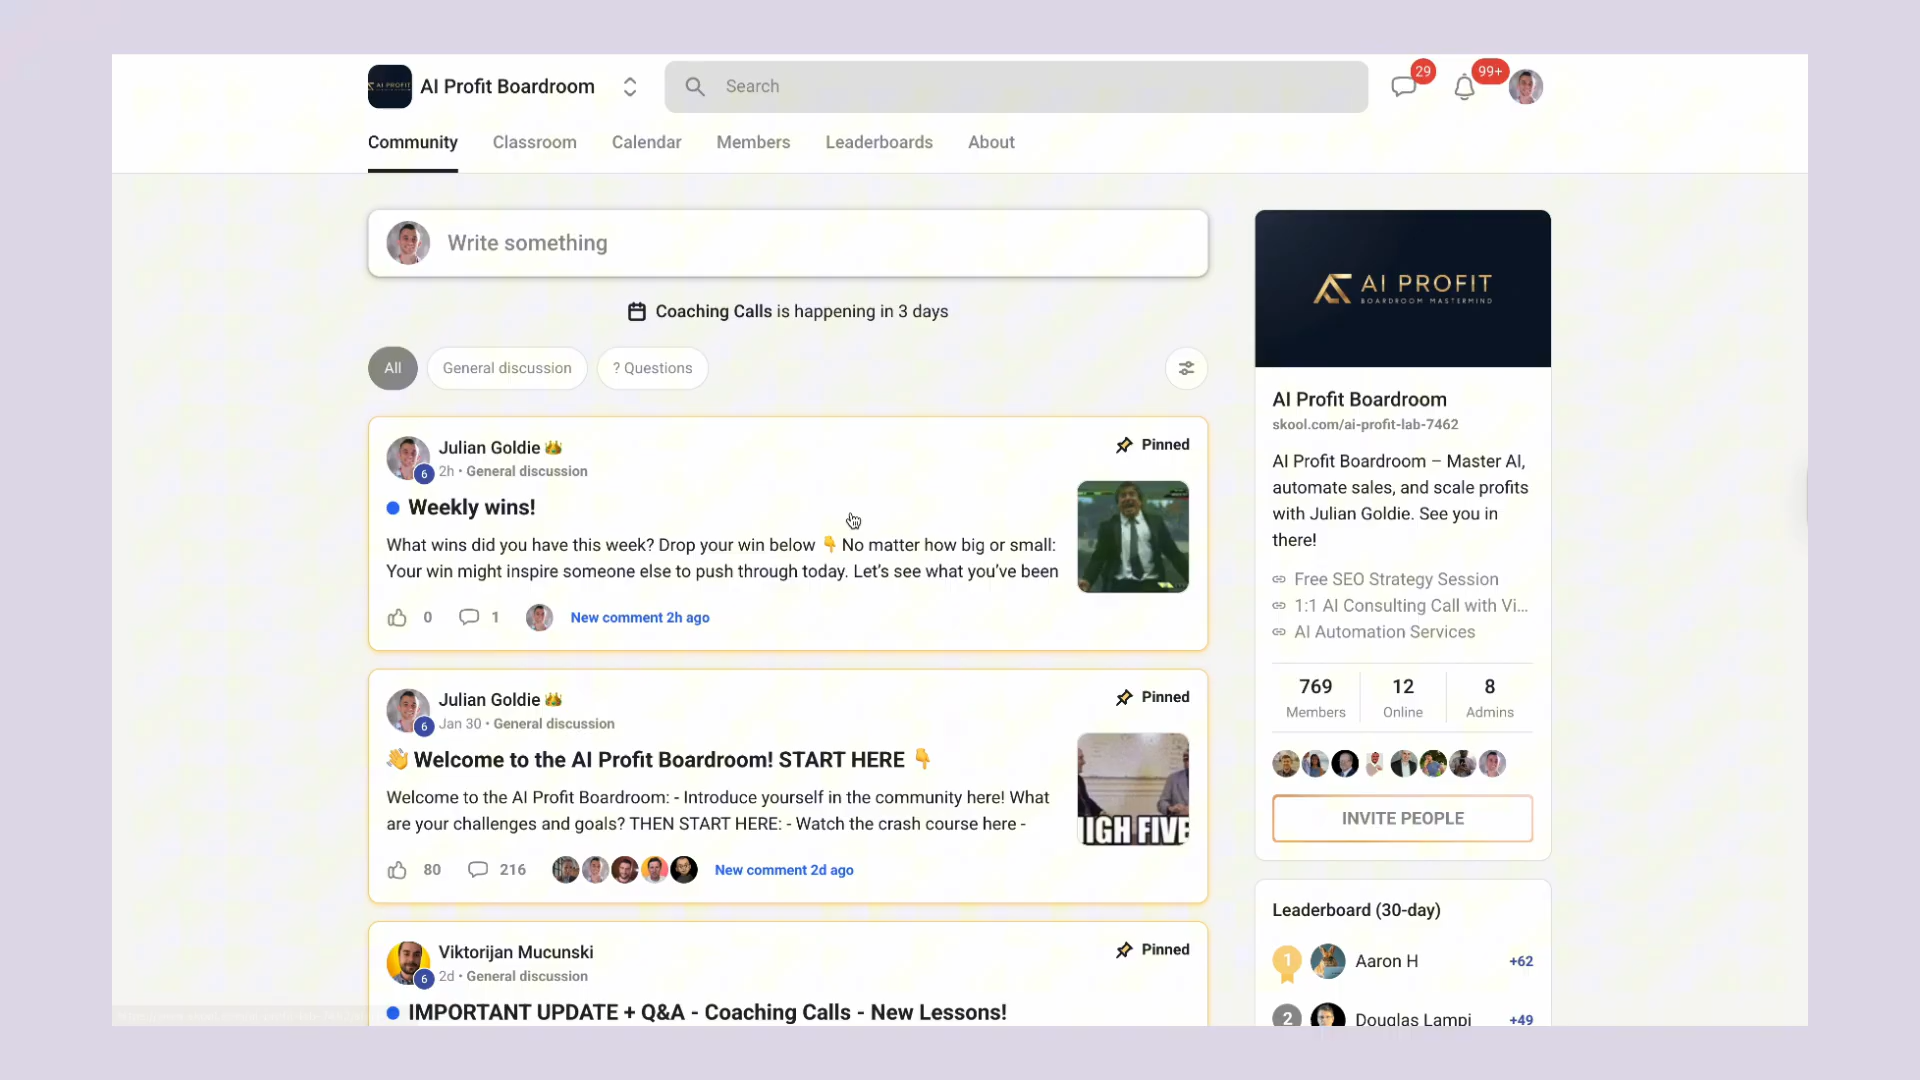 AI PROFIT
AI Profit Boardroom
Search
29
99+
Community
Classroom
Calendar
Members
Leaderboards
About
Write something
Coaching Calls is happening in 3 days
All
General discussion
? Questions
Julian Goldie
6
2h • General discussion
Pinned
Weekly wins!
What wins did you have this week? Drop your win below 👇 No matter how big or small:
Your win might inspire someone else to push through today. Let's see what you've been
0
1
New comment 2h ago
Julian Goldie
6
Jan 30 • General discussion
Pinned
👋 Welcome to the AI Profit Boardroom! START HERE 👇
Welcome to the AI Profit Boardroom: - Introduce yourself in the community here! What
are your challenges and goals? THEN START HERE: - Watch the crash course here -
IGH FIVE
80
216
New comment 2d ago
Viktorijan Mucunski
6
2d • General discussion
Pinned
IMPORTANT UPDATE + Q&A - Coaching Calls - New Lessons!
AI PROFIT
BOARDROOM MASTERMIND
AI Profit Boardroom
skool.com/ai-profit-lab-7462
AI Profit Boardroom – Master AI,
automate sales, and scale profits
with Julian Goldie. See you in
there!
Free SEO Strategy Session
1:1 AI Consulting Call with Vi...
AI Automation Services
769
Members
12
Online
8
Admins
INVITE PEOPLE
Leaderboard (30-day)
1
Aaron H
+62
2
Douglas Lampi
+49